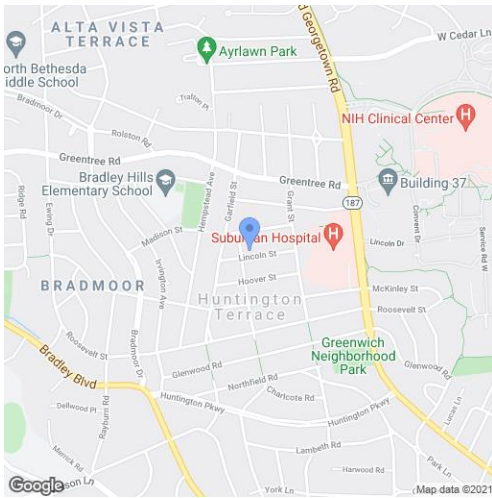 ALTA VISTA
TERRACE
Ayrlawn Park
W Cedar Ln
Georgetown Rd
orth Bethesda
iddle School
Bradmoor Dr
NIH Clinical Center
H
Rolston Rd
Greentree Rd
Greentree Rd
Bradley Hills
Elementary School
Building 37
Hempstead Ave
Garfield St
Grant St
187
Ridge Rd
Ewing Dr
Madison St
Suburban Hospital
H
Lincoln Dr
Convent Dr
Service Rd W
Lincoln St
Irvington Ave
Hoover St
BRADMOOR
McKinley St
Huntington
Terrace
Roosevelt St
Roosevelt St
Bradmoor Dr
Greenwich
Neighborhood
Park
Bradley Blvd
Glenwood Rd
Glenwood Rd
Northfield Rd
Charlcote Rd
Huntington Pkwy
Huntington Pkwy
Dellwood Pl
Rayburn Rd
Lucas Ln
Lambeth Rd
Merrick Rd
Park Ln
Harwood Rd
York Ln
son Ln
Google
Map data ©2021